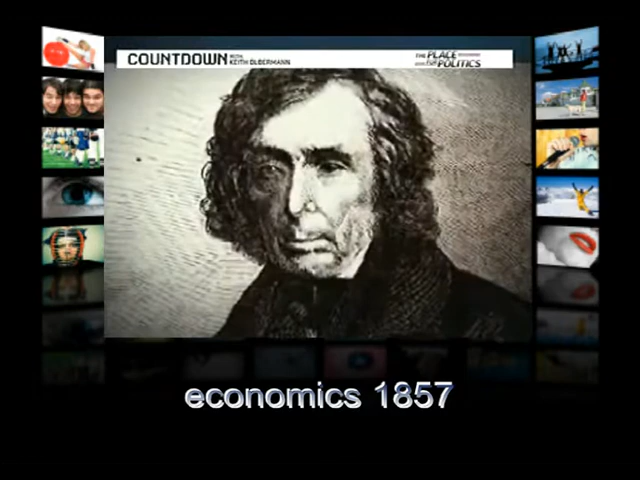 COUNTDOWN WITH KEITH OLBERMANN
THE PLACE FOR POLITICS
economics 1857